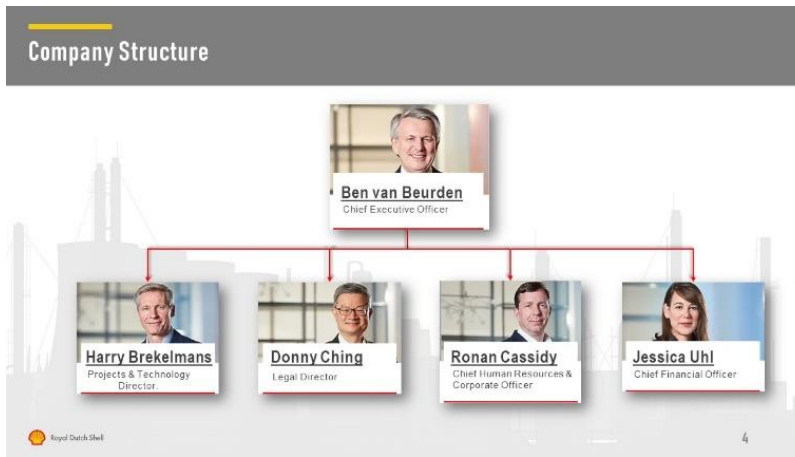 Company Structure
Ben van Beurden
Chief Executive Officer
Harry Brekelmans
Projects & Technology
Director.
Donny Ching
Legal Director
Ronan Cassidy
Chief Human Resources &
Corporate Officer
Jessica Uhl
Chief Financial Officer
Royal Dutch Shell
4